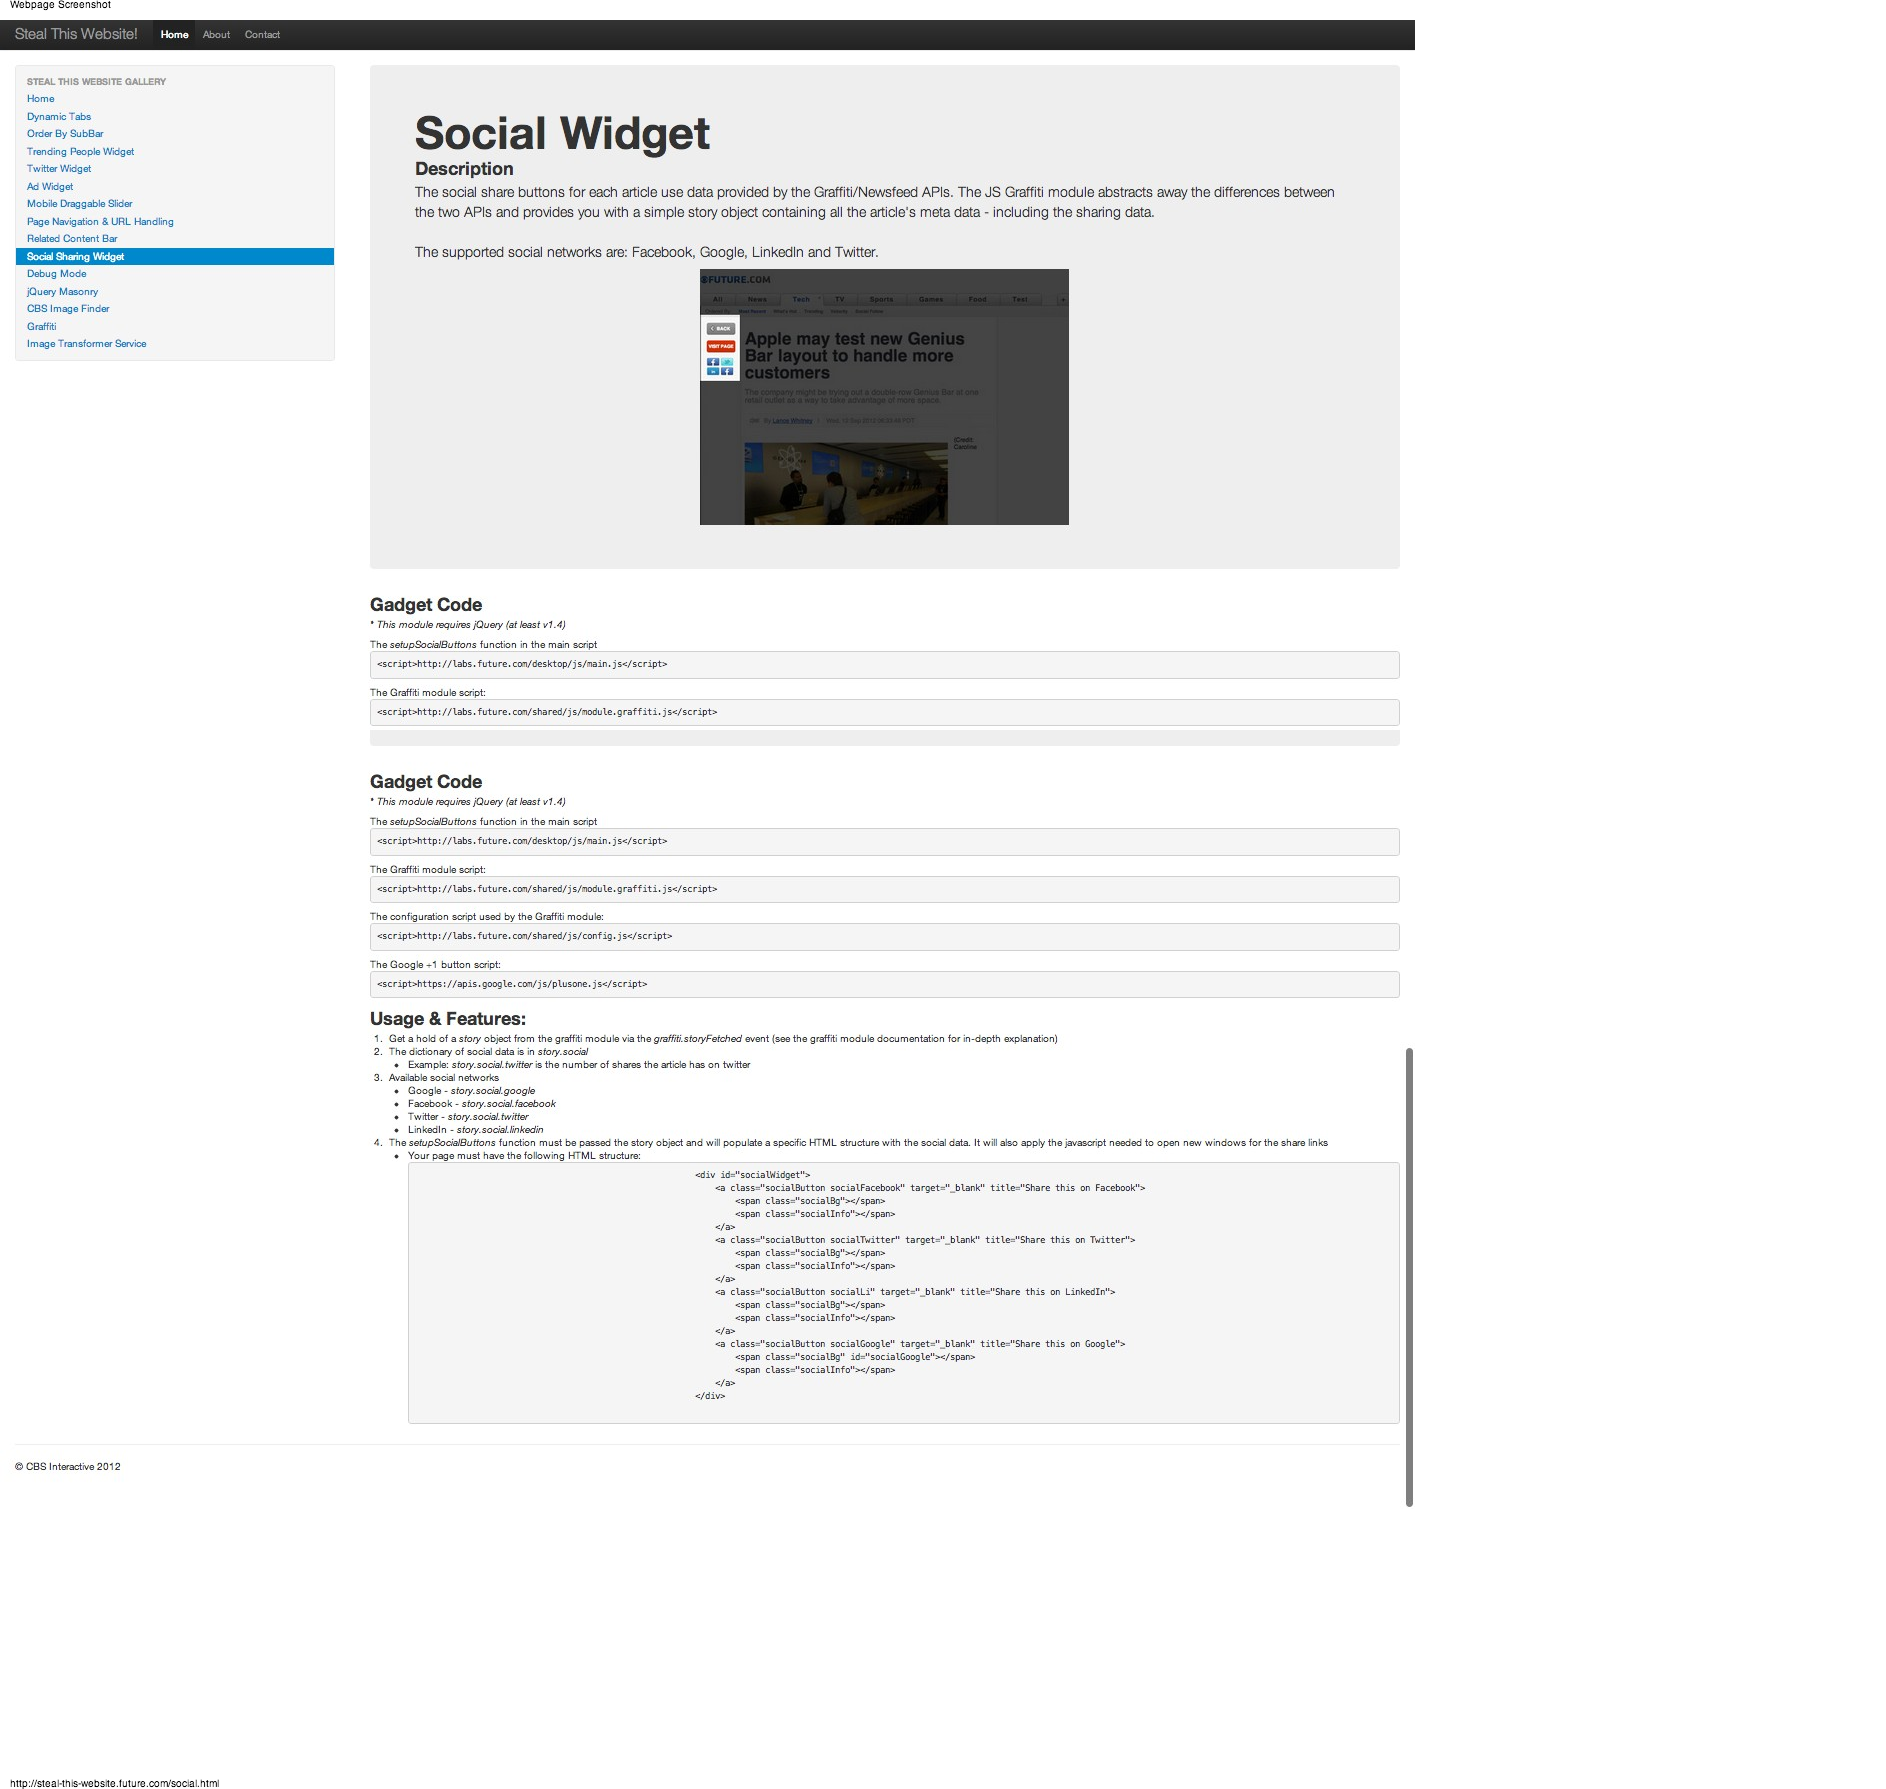 Webpage Screenshot
Steal This Website! Home About Contact
STEAL THIS WEBSITE GALLERY
Home
Dynamic Tabs
Order By SubBar
Trending People Widget
Twitter Widget
Ad Widget
Mobile Draggable Slider
Page Navigation & URL Handling
Related Content Bar
Social Sharing Widget
Debug Mode
jQuery Masonry
CBS Image Finder
Graffiti
Image Transformer Service
Social Widget
Description
The social share buttons for each article use data provided by the Graffiti/Newsfeed APIs. The JS Graffiti module abstracts away the differences between
the two APIs and provides you with a simple story object containing all the article's meta data - including the sharing data.
The supported social networks are: Facebook, Google, LinkedIn and Twitter.
FUTURE.COM
All News Tech TV Sports Games Food Test +
BACK
VISIT PAGE
Apple may test new Genius
Bar layout to handle more
customers
The company might be trying out a double-row Genius Bar at one
retail outlet as a way to take advantage of more space.
By Lance Whitney
(Credit:
Caroline
Gadget Code
* This module requires jQuery (at least v1.4)
The setupSocialButtons function in the main script
<script>http://labs.future.com/desktop/js/main.js</script>
The Graffiti module script:
<script>http://labs.future.com/shared/js/module.graffiti.js</script>
Gadget Code
* This module requires jQuery (at least v1.4)
The setupSocialButtons function in the main script
<script>http://labs.future.com/desktop/js/main.js</script>
The Graffiti module script:
<script>http://labs.future.com/shared/js/module.graffiti.js</script>
The configuration script used by the Graffiti module:
<script>http://labs.future.com/shared/js/config.js</script>
The Google +1 button script:
<script>https://apis.google.com/js/plusone.js</script>
Usage & Features:
1. Get a hold of a story object from the graffiti module via the graffiti.storyFetched event (see the graffiti module documentation for in-depth explanation)
2. The dictionary of social data is in story.social
• Example: story.social.twitter is the number of shares the article has on twitter
3. Available social networks
• Google - story.social.google
• Facebook - story.social.facebook
• Twitter - story.social.twitter
• LinkedIn - story.social.linkedin
4. The setupSocialButtons function must be passed the story object and will populate a specific HTML structure with the social data. It will also apply the javascript needed to open new windows for the share links
• Your page must have the following HTML structure:
<div id="socialWidget">
<a class="socialButton socialFacebook" target="_blank" title="Share this on Facebook">
<span class="socialBg"></span>
<span class="socialInfo"></span>
</a>
<a class="socialButton socialTwitter" target="_blank" title="Share this on Twitter">
<span class="socialBg"></span>
<span class="socialInfo"></span>
</a>
<a class="socialButton socialLi" target="_blank" title="Share this on LinkedIn">
<span class="socialBg"></span>
<span class="socialInfo"></span>
</a>
<a class="socialButton socialGoogle" target="_blank" title="Share this on Google">
<span class="socialBg" id="socialGoogle"></span>
<span class="socialInfo"></span>
</a>
</div>
© CBS Interactive 2012
http://steal-this-website.future.com/social.html